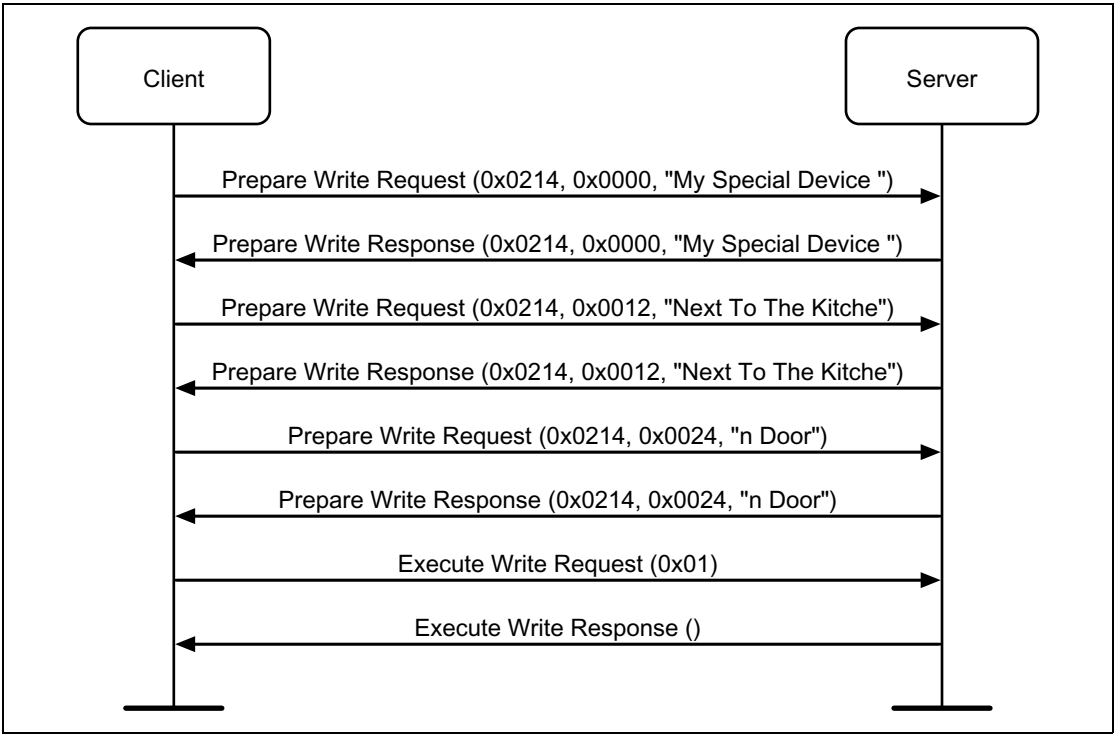 Client
Server
Prepare Write Request (0x0214, 0x0000, "My Special Device ")
Prepare Write Response (0x0214, 0x0000, "My Special Device ")
Prepare Write Request (0x0214, 0x0012, "Next To The Kitche")
Prepare Write Response (0x0214, 0x0012, "Next To The Kitche")
Prepare Write Request (0x0214, 0x0024, "n Door")
Prepare Write Response (0x0214, 0x0024, "n Door")
Execute Write Request (0x01)
Execute Write Response ()